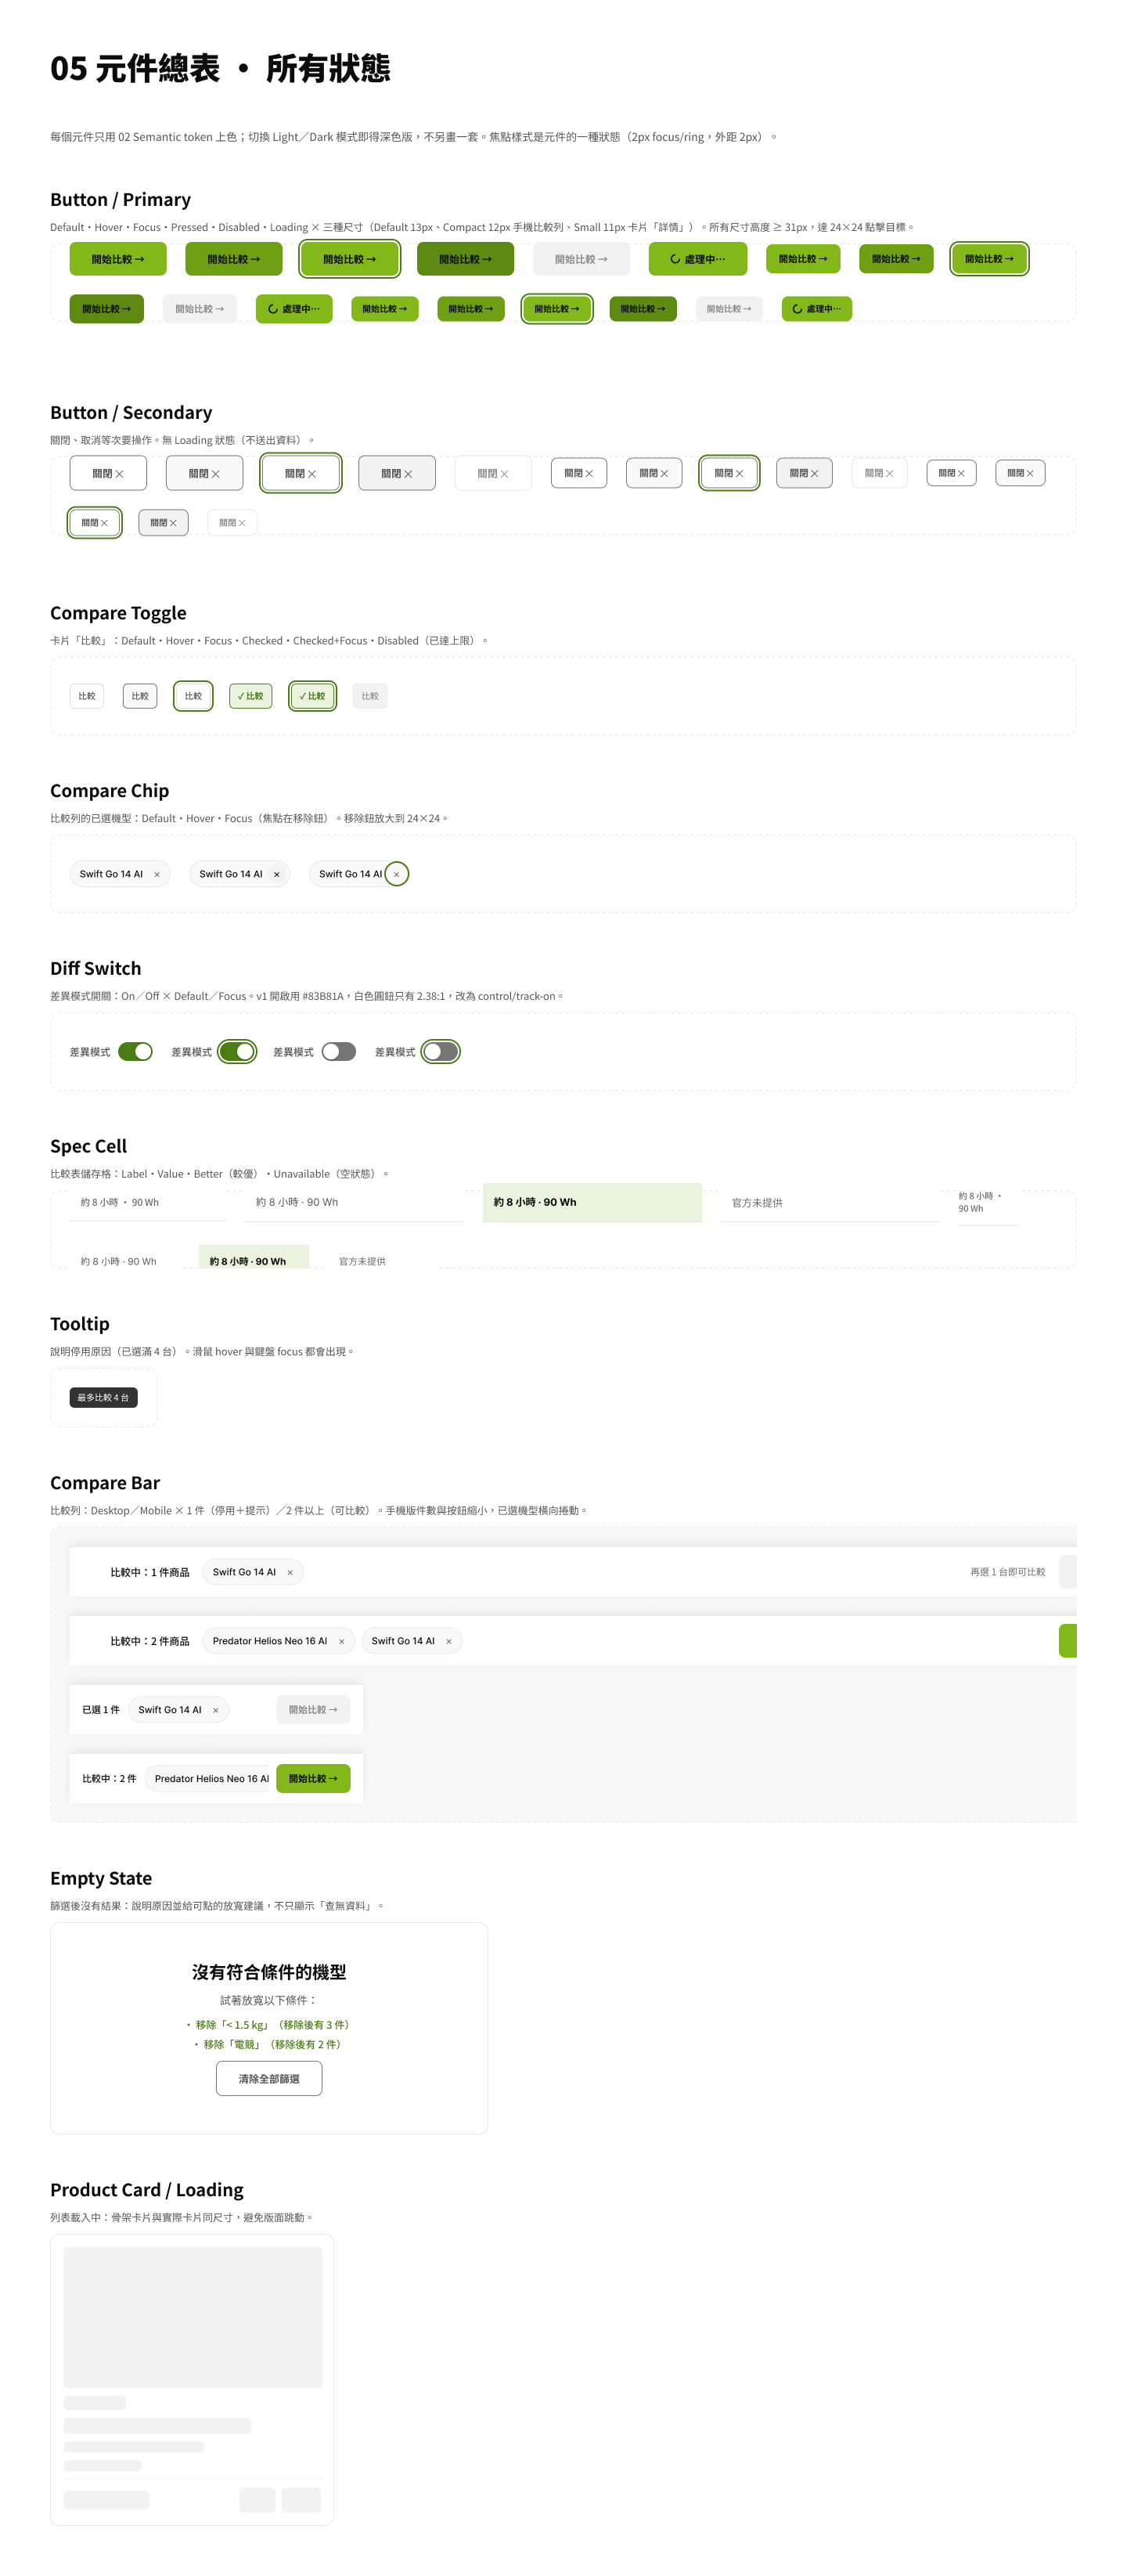 05 元件總表 · 所有狀態
每個元件只用 02 Semantic token 上色；切換 Light／Dark 模式即得深色版，不另畫一套。焦點樣式是元件的一種狀態（2px focus/ring，外距 2px）。
Button / Primary
Default・Hover・Focus・Pressed・Disabled・Loading × 三種尺寸（Default 13px、Compact 12px 手機比較列、Small 11px 卡片「詳情」）。所有尺寸高度 ≥ 31px，達 24×24 點擊目標。
開始比較 → 開始比較 → 開始比較 → 開始比較 → 開始比較 → 處理中⋯ 開始比較 → 開始比較 → 開始比較 →
開始比較 → 開始比較 → 處理中⋯ 開始比較 → 開始比較 → 開始比較 → 開始比較 → 開始比較 → 處理中⋯
Button / Secondary
關閉、取消等次要操作。無 Loading 狀態（不送出資料）。
關閉 × 關閉 × 關閉 × 關閉 × 關閉 × 關閉 × 關閉 × 關閉 × 關閉 × 關閉 × 關閉 × 關閉 ×
關閉 × 關閉 × 關閉 ×
Compare Toggle
卡片「比較」：Default・Hover・Focus・Checked・Checked+Focus・Disabled（已達上限）。
比較 比較 比較 ✓ 比較 ✓ 比較 比較
Compare Chip
比較列的已選機型：Default・Hover・Focus（焦點在移除鈕）。移除鈕放大到 24×24。
Swift Go 14 AI × Swift Go 14 AI × Swift Go 14 AI ×
Diff Switch
差異模式開關：On／Off × Default／Focus。v1 開啟用 #83B81A，白色圓鈕只有 2.38:1，改為 control/track-on。
差異模式 差異模式 差異模式 差異模式
Spec Cell
比較表儲存格：Label・Value・Better（較優）・Unavailable（空狀態）。
約 8 小時 · 90 Wh 約 8 小時 · 90 Wh 約 8 小時 · 90 Wh 官方未提供 約 8 小時 ·
90 Wh
約 8 小時 · 90 Wh 約 8 小時 · 90 Wh 官方未提供
Tooltip
說明停用原因（已選滿 4 台）。滑鼠 hover 與鍵盤 focus 都會出現。
最多比較 4 台
Compare Bar
比較列：Desktop／Mobile × 1 件（停用＋提示）／2 件以上（可比較）。手機版件數與按鈕縮小，已選機型橫向捲動。
比較中：1 件商品 Swift Go 14 AI × 再選 1 台即可比較
比較中：2 件商品 Predator Helios Neo 16 AI × Swift Go 14 AI ×
已選 1 件 Swift Go 14 AI × 開始比較 →
比較中：2 件 Predator Helios Neo 16 AI 開始比較 →
Empty State
篩選後沒有結果：說明原因並給可點的放寬建議，不只顯示「查無資料」。
沒有符合條件的機型
試著放寬以下條件：
・ 移除「< 1.5 kg」（移除後有 3 件）
・ 移除「電競」（移除後有 2 件）
清除全部篩選
Product Card / Loading
列表載入中：骨架卡片與實際卡片同尺寸，避免版面跳動。